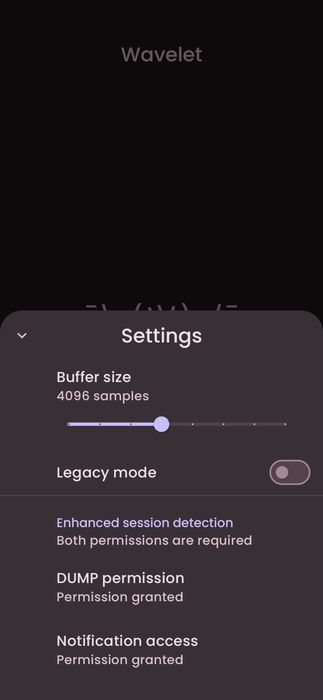 Wavelet
Settings
Buffer size
4096 samples
Legacy mode
Enhanced session detection
Both permissions are required
DUMP permission
Permission granted
Notification access
Permission granted